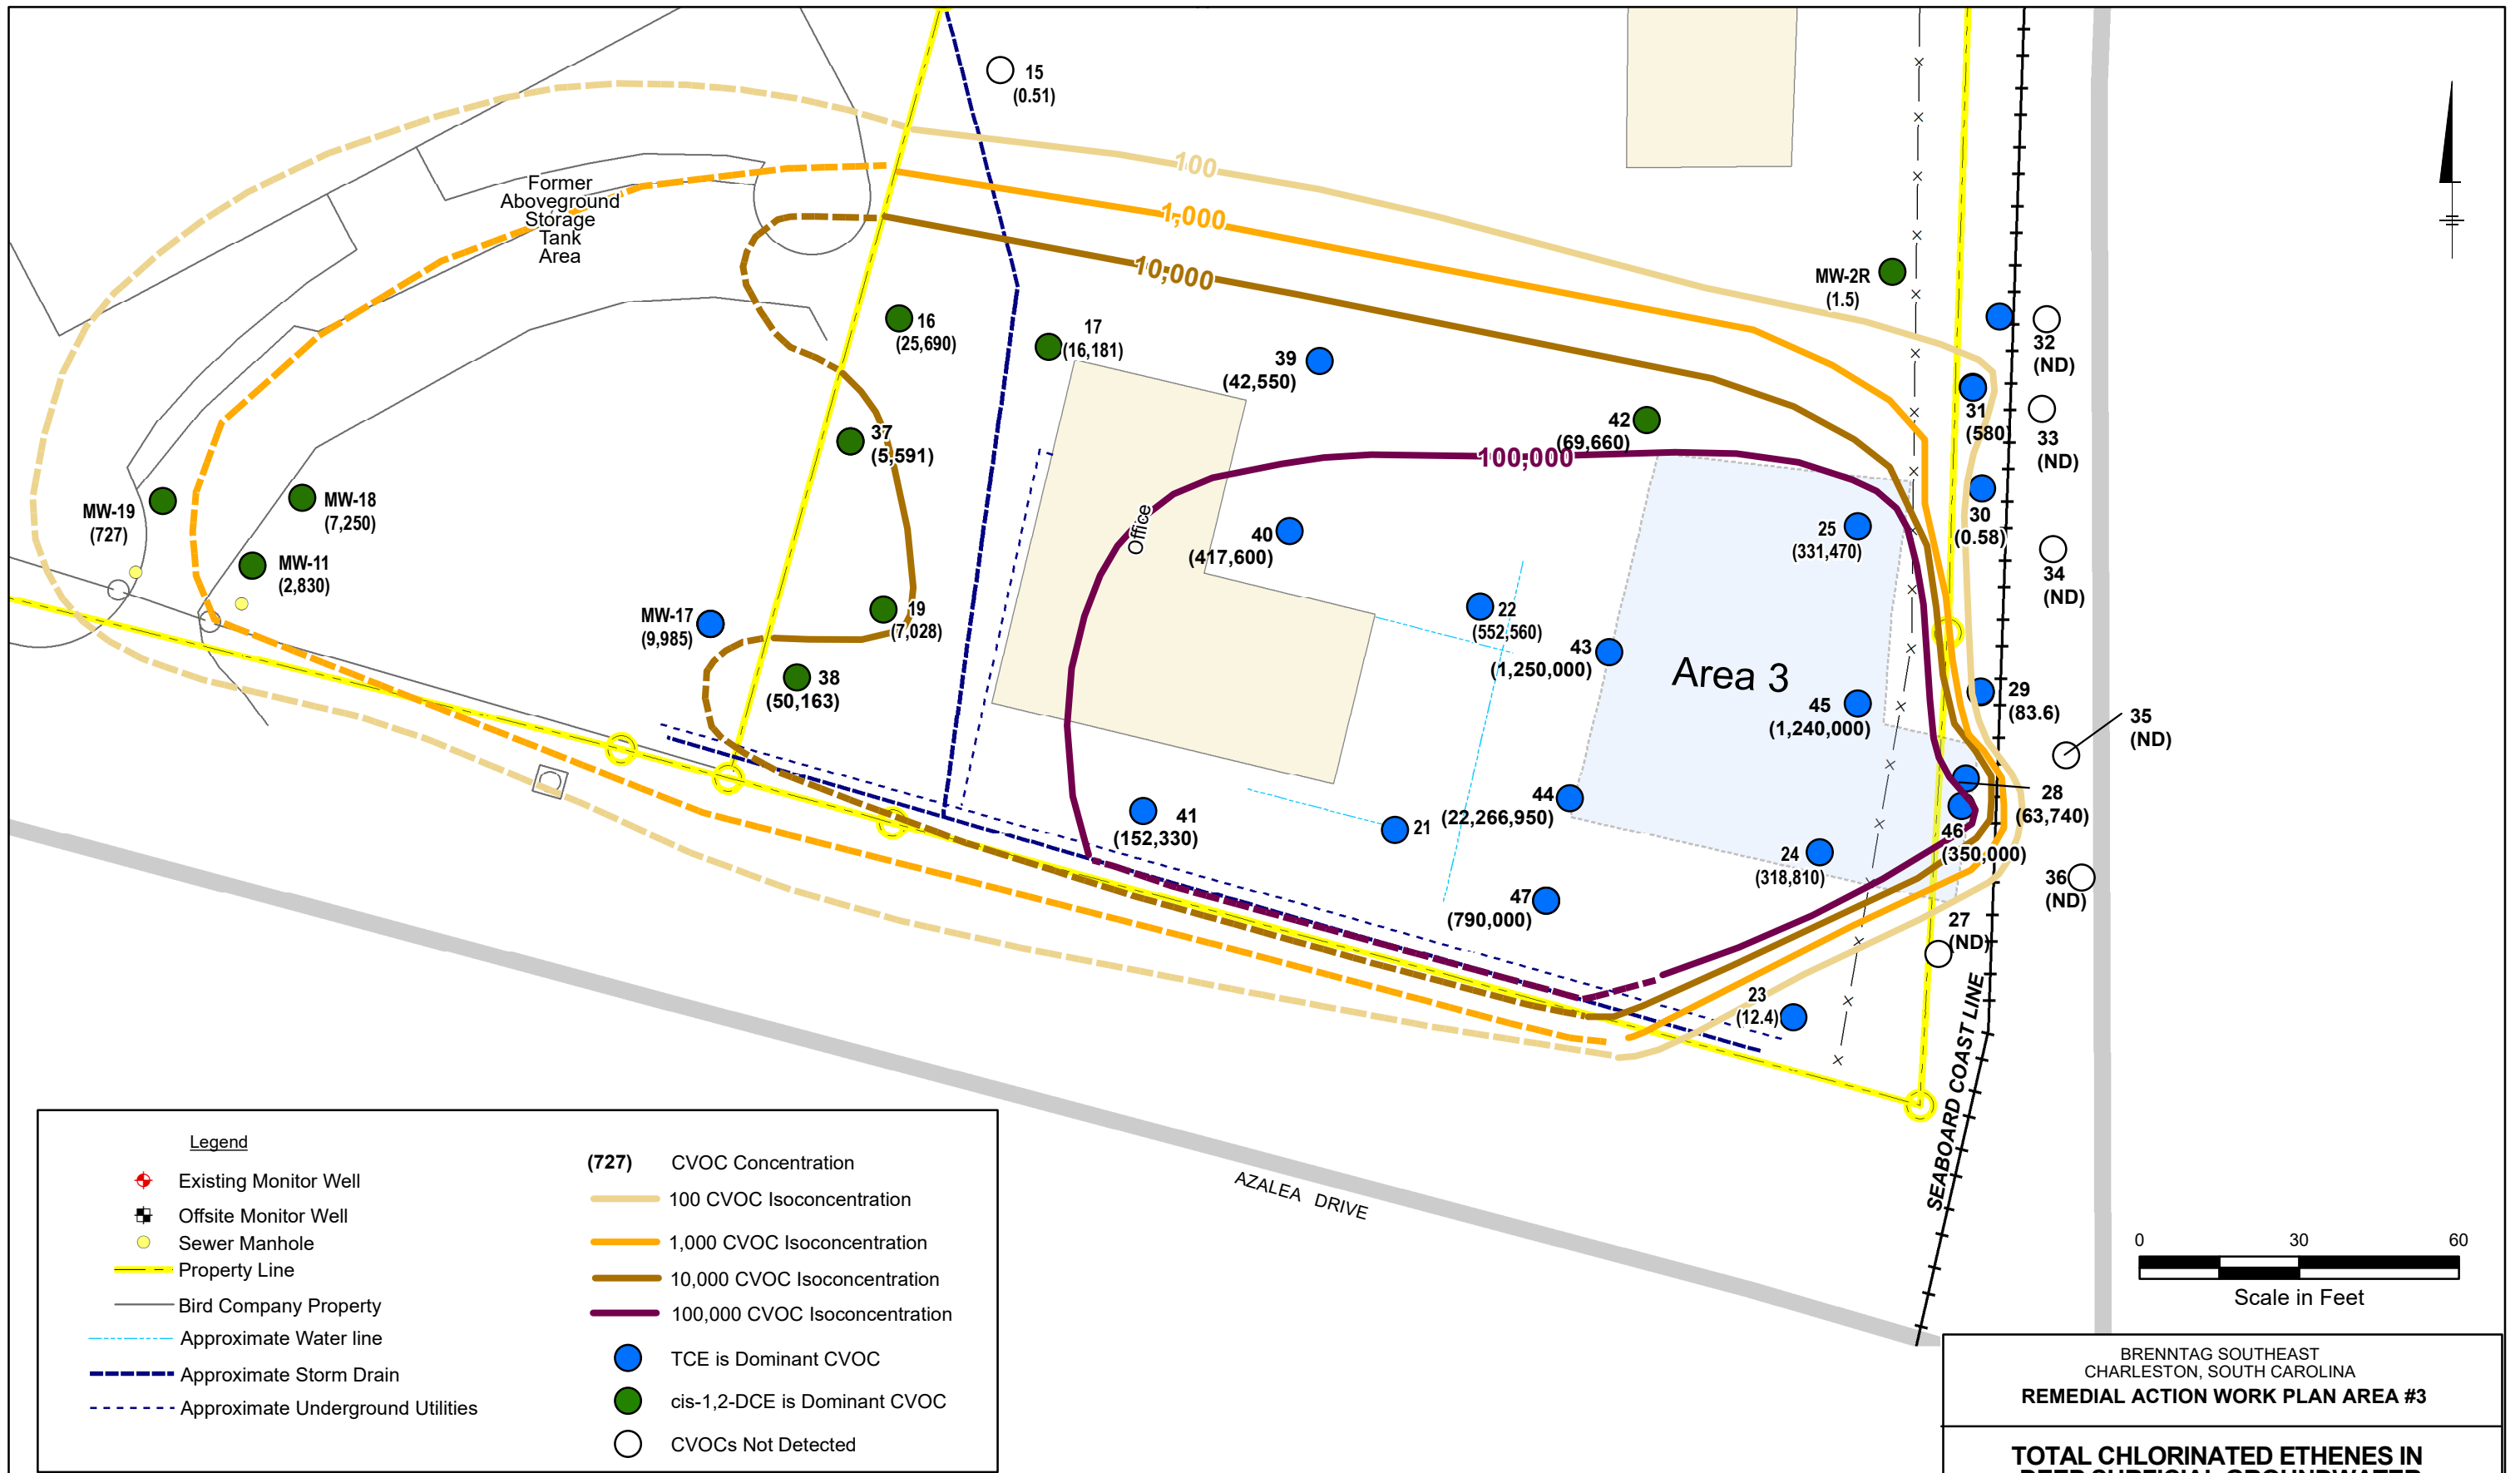 15
(0.51)
100
1,000
10,000
Former
Aboveground
Storage
Tank
Area
MW-2R
(1.5)
16
(25,690)
17
(16,181)
39
(42,550)
32
(ND)
31
(580)
33
(ND)
42
(69,660)
100,000
37
(5,591)
MW-19
(727)
MW-18
(7,250)
MW-11
(2,830)
Office
40
(417,600)
25
(331,470)
30
(0.58)
34
(ND)
MW-17
(9,985)
19
(7,028)
22
(552,560)
43
(1,250,000)
Area 3
38
(50,163)
45
(1,240,000)
29
(83.6)
35
(ND)
41
(152,330)
44
(22,266,950)
21
28
(63,740)
46
(350,000)
24
(318,810)
36
(ND)
47
(790,000)
27
(ND)
23
(12.4)
SEABOARD COAST LINE
AZALEA DRIVE
Legend
Existing Monitor Well
Offsite Monitor Well
Sewer Manhole
Property Line
Bird Company Property
Approximate Water line
Approximate Storm Drain
Approximate Underground Utilities
(727) CVOC Concentration
100 CVOC Isoconcentration
1,000 CVOC Isoconcentration
10,000 CVOC Isoconcentration
100,000 CVOC Isoconcentration
TCE is Dominant CVOC
cis-1,2-DCE is Dominant CVOC
CVOCs Not Detected
0 30 60
Scale in Feet
BRENNTAG SOUTHEAST
CHARLESTON, SOUTH CAROLINA
REMEDIAL ACTION WORK PLAN AREA #3
TOTAL CHLORINATED ETHENES IN
DEEP SURFICIAL GROUNDWATER